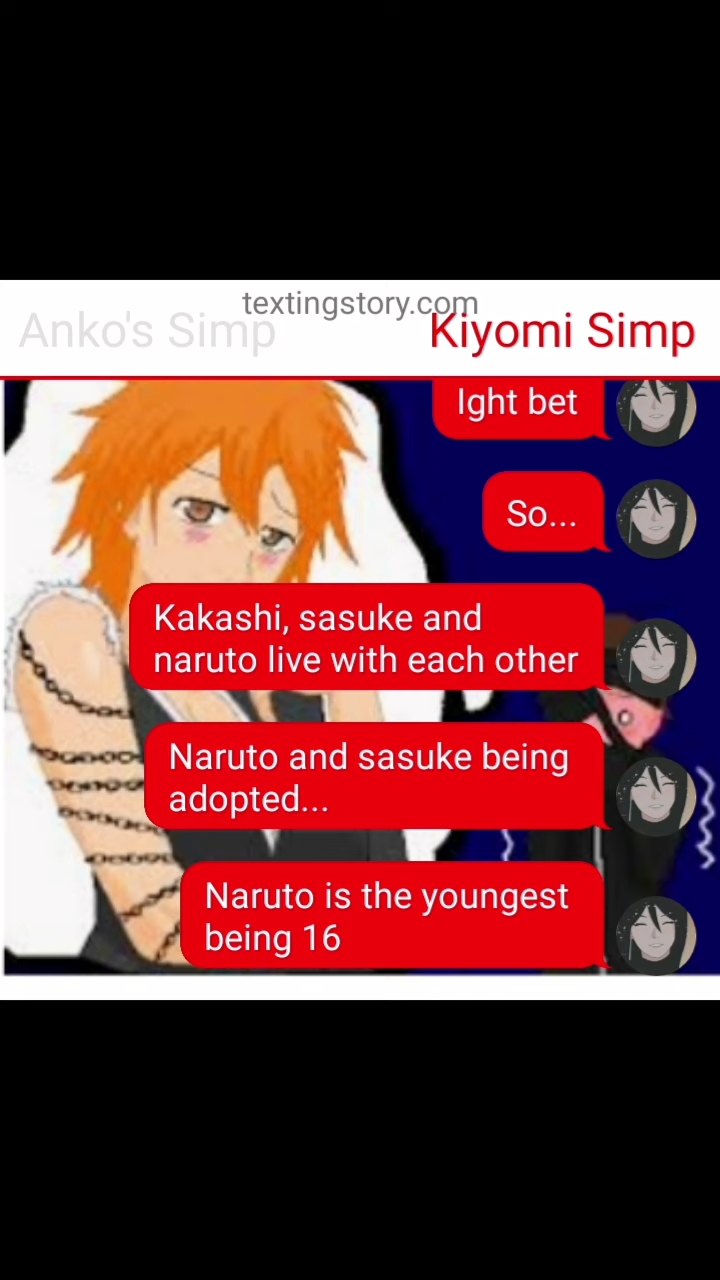 textingstory.com
Anko's Simp
Kiyomi Simp
Ight bet
So...
Kakashi, sasuke and
naruto live with each other
Naruto and sasuke being
adopted...
Naruto is the youngest
being 16